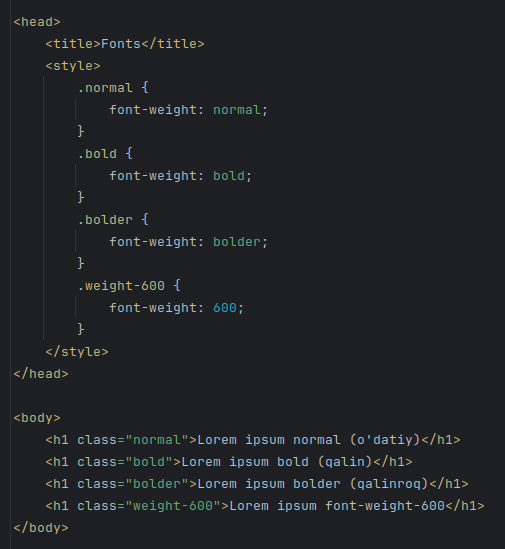 <head>
    <title>Fonts</title>
    <style>
        .normal {
            font-weight: normal;
        }
        .bold {
            font-weight: bold;
        }
        .bolder {
            font-weight: bolder;
        }
        .weight-600 {
            font-weight: 600;
        }
    </style>
</head>

<body>
    <h1 class="normal">Lorem ipsum normal (o'datiy)</h1>
    <h1 class="bold">Lorem ipsum bold (qalin)</h1>
    <h1 class="bolder">Lorem ipsum bolder (qalinroq)</h1>
    <h1 class="weight-600">Lorem ipsum font-weight-600</h1>
</body>